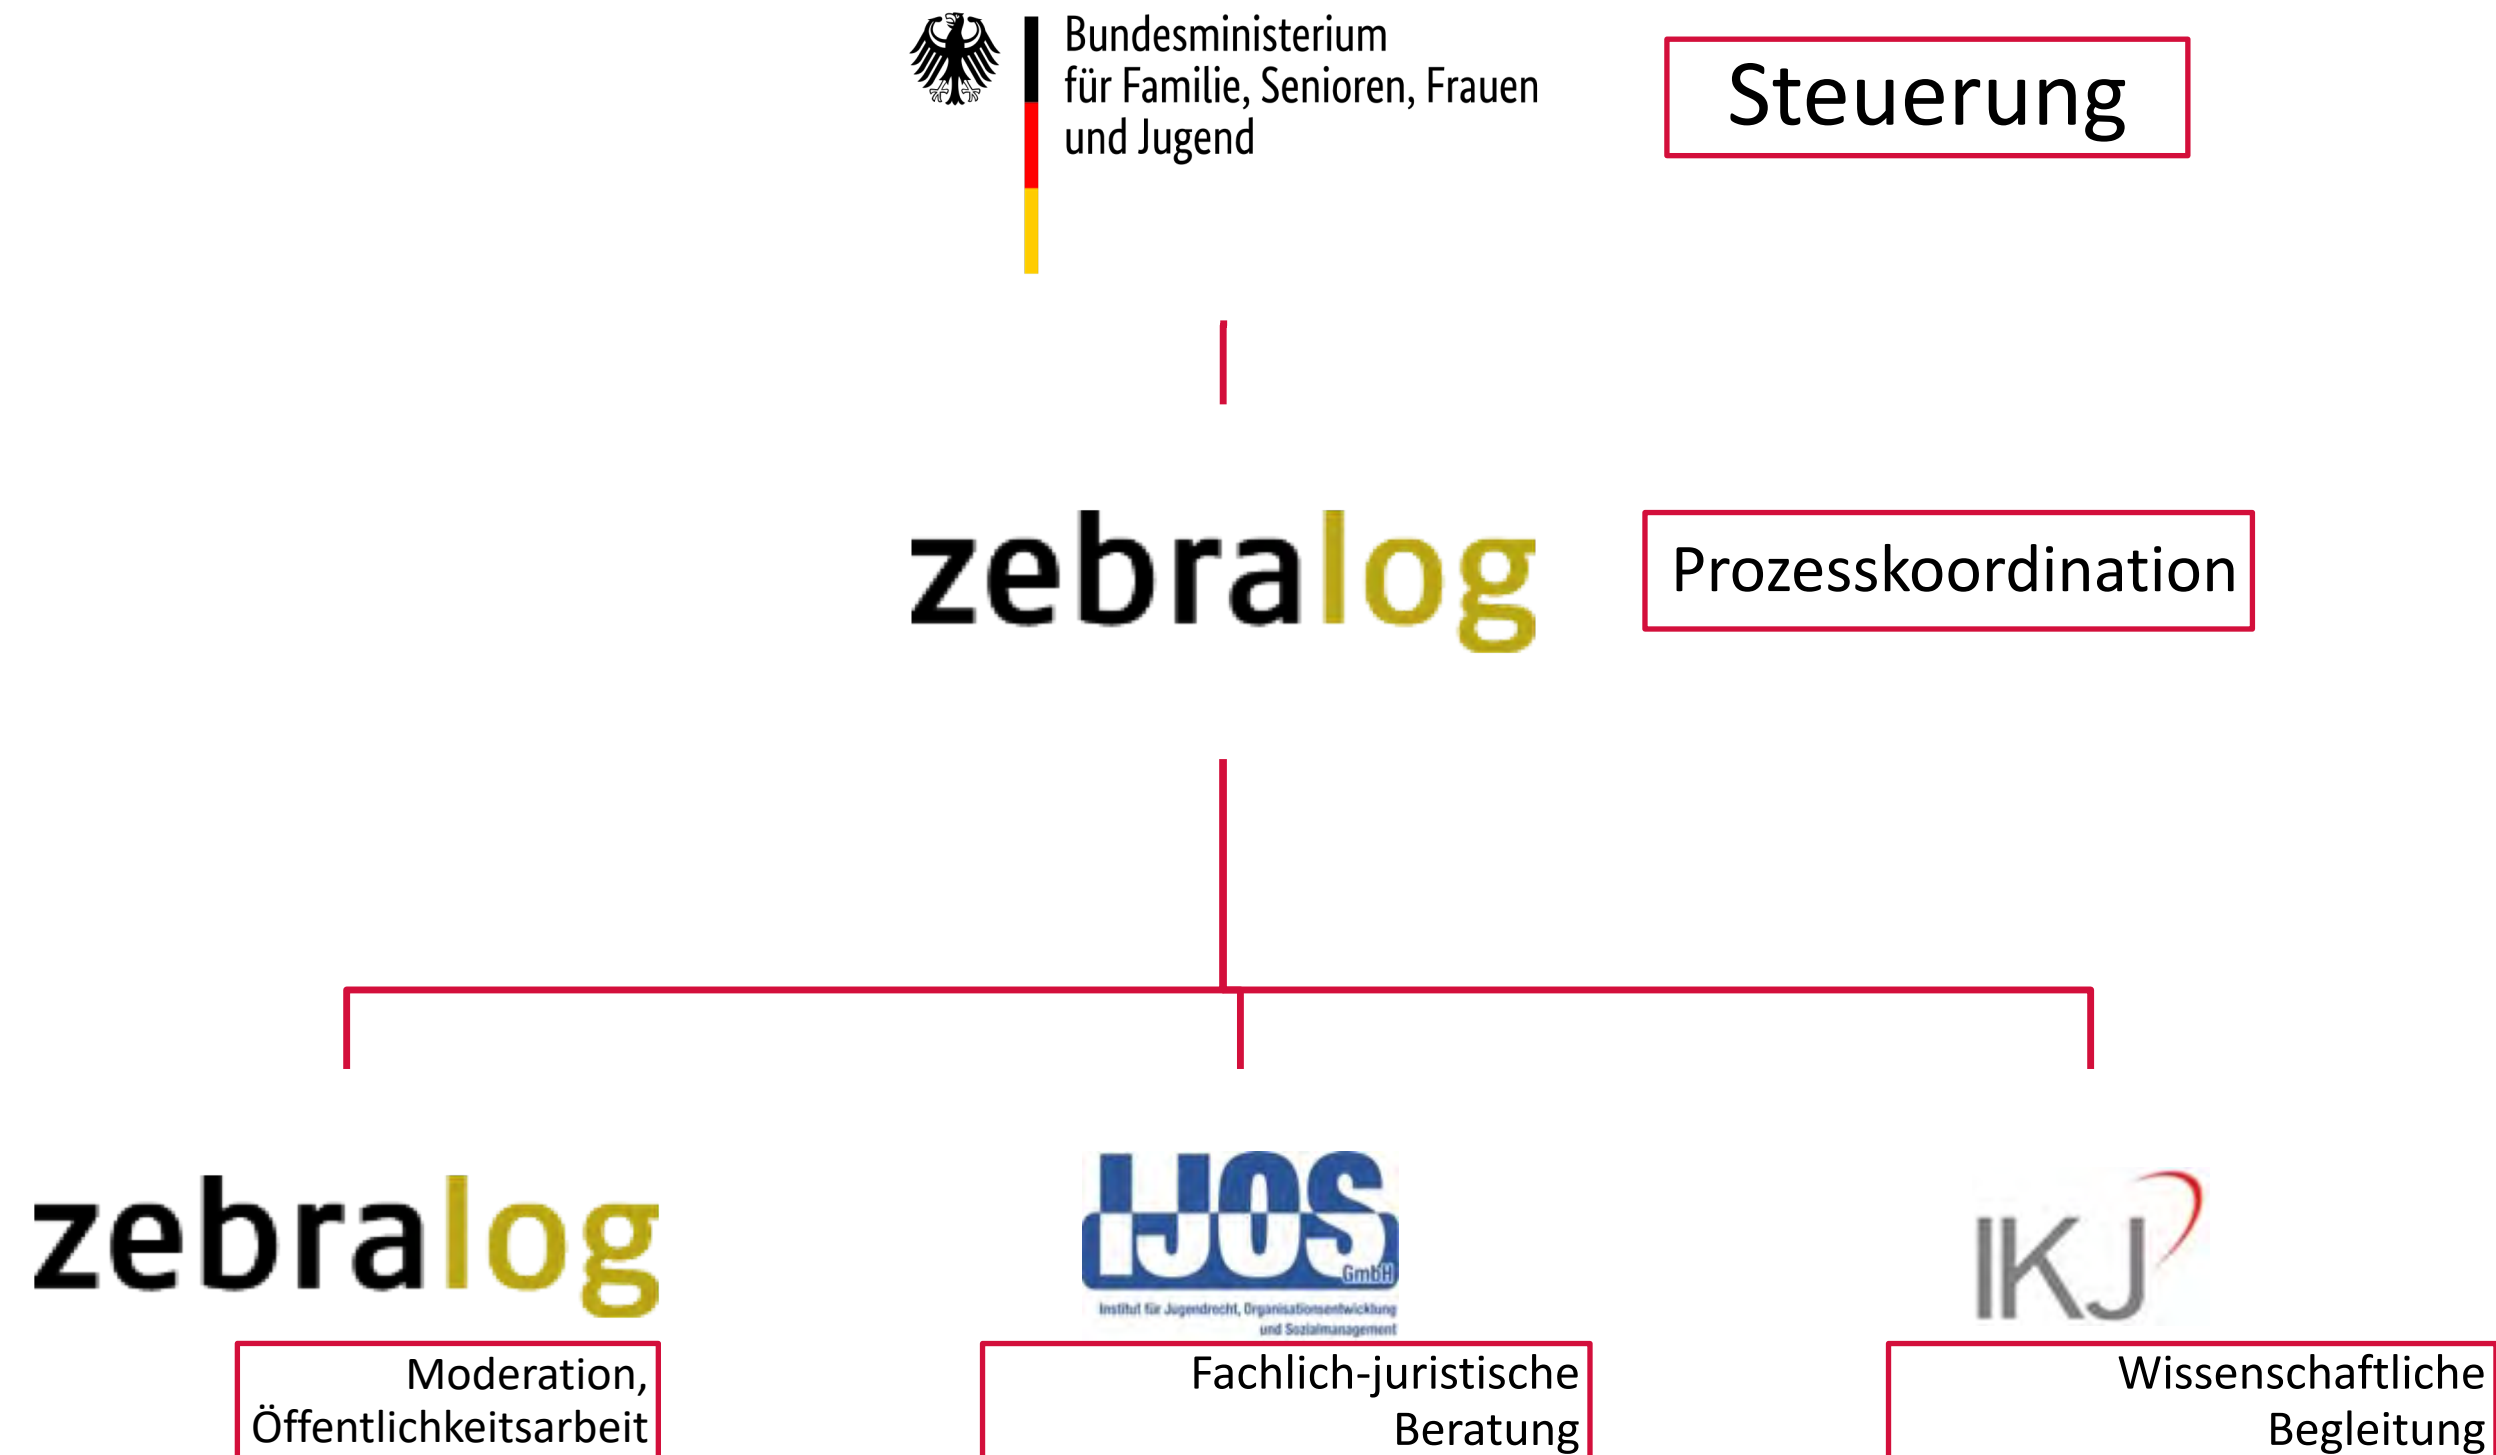 Bundesministerium
für Familie, Senioren, Frauen
und Jugend
Steuerung
zebralog
Prozesskoordination
zebralog
IJOS
GmbH
Institut für Jugendrecht, Organisationsentwicklung
und Sozialmanagement
IKJ
Moderation,
Öffentlichkeitsarbeit
Fachlich-juristische
Beratung
Wissenschaftliche
Begleitung